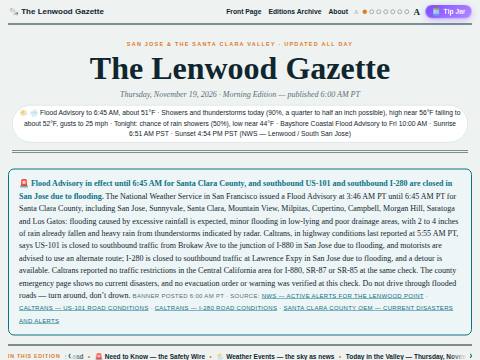 The Lenwood Gazette
Front Page Editions Archive About A A Tip Jar
SAN JOSE & THE SANTA CLARA VALLEY · UPDATED ALL DAY
The Lenwood Gazette
Thursday, November 19, 2026 · Morning Edition — published 6:00 AM PT
Flood Advisory to 6:45 AM, about 51°F · Showers and thunderstorms today (90%, a quarter to half an inch possible), high near 56°F falling to
about 52°F, gusts to 25 mph · Tonight: chance of rain showers (50%), low near 44°F · Bayshore Coastal Flood Advisory to Fri 10:00 AM · Sunrise
6:51 AM PST · Sunset 4:54 PM PST (NWS — Lenwood / South San Jose)
Flood Advisory in effect until 6:45 AM for Santa Clara County, and southbound US-101 and southbound I-280 are closed in
San Jose due to flooding. The National Weather Service in San Francisco issued a Flood Advisory at 3:46 AM PT until 6:45 AM PT for
Santa Clara County, including San Jose, Sunnyvale, Santa Clara, Mountain View, Milpitas, Cupertino, Campbell, Morgan Hill, Saratoga
and Los Gatos: flooding caused by excessive rainfall is expected, minor flooding in low-lying and poor drainage areas, with 2 to 4 inches
of rain already fallen and heavy rain from thunderstorms indicated by radar. Caltrans, in highway conditions last reported at 5:55 AM PT,
says US-101 is closed to southbound traffic from Brokaw Ave to the junction of I-880 in San Jose due to flooding, and motorists are
advised to use an alternate route; I-280 is closed to southbound traffic at Lawrence Expy in San Jose due to flooding, and a detour is
available. Caltrans reported no traffic restrictions in the Central California area for I-880, SR-87 or SR-85 at the same check. The county
emergency page shows no current disasters, and no evacuation order or warning was verified at this check. Do not drive through flooded
roads — turn around, don't drown. BANNER POSTED 6:00 AM PT · SOURCE: NWS — ACTIVE ALERTS FOR THE LENWOOD POINT ·
CALTRANS — US-101 ROAD CONDITIONS · CALTRANS — I-280 ROAD CONDITIONS · SANTA CLARA COUNTY OEM — CURRENT DISASTERS
AND ALERTS
IN THIS EDITION Need to Know — the Safety Wire • Weather Events — the sky as news • Today in the Valley — Thursday,